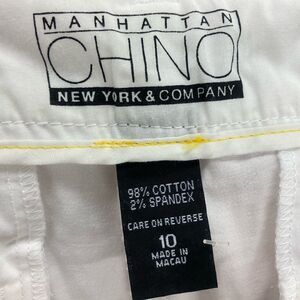 MANHATTAN
CHINO
NEW YORK & COMPANY
98% COTTON
2% SPANDEX
CARE ON REVERSE
10
MADE IN
MACAU